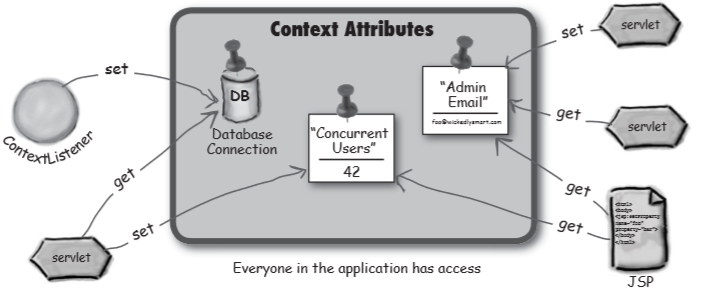 Context Attributes
set
servlet
set
DB
"Admin
Email"
foo@wickedlysmart.com
get
servlet
ContextListener
Database
Connection
"Concurrent
Users"
42
get
set
servlet
get
get
<html>
<body>
<jsp:setProperty
name="foo"
property="bar">
</body>
</html>
JSP
Everyone in the application has access